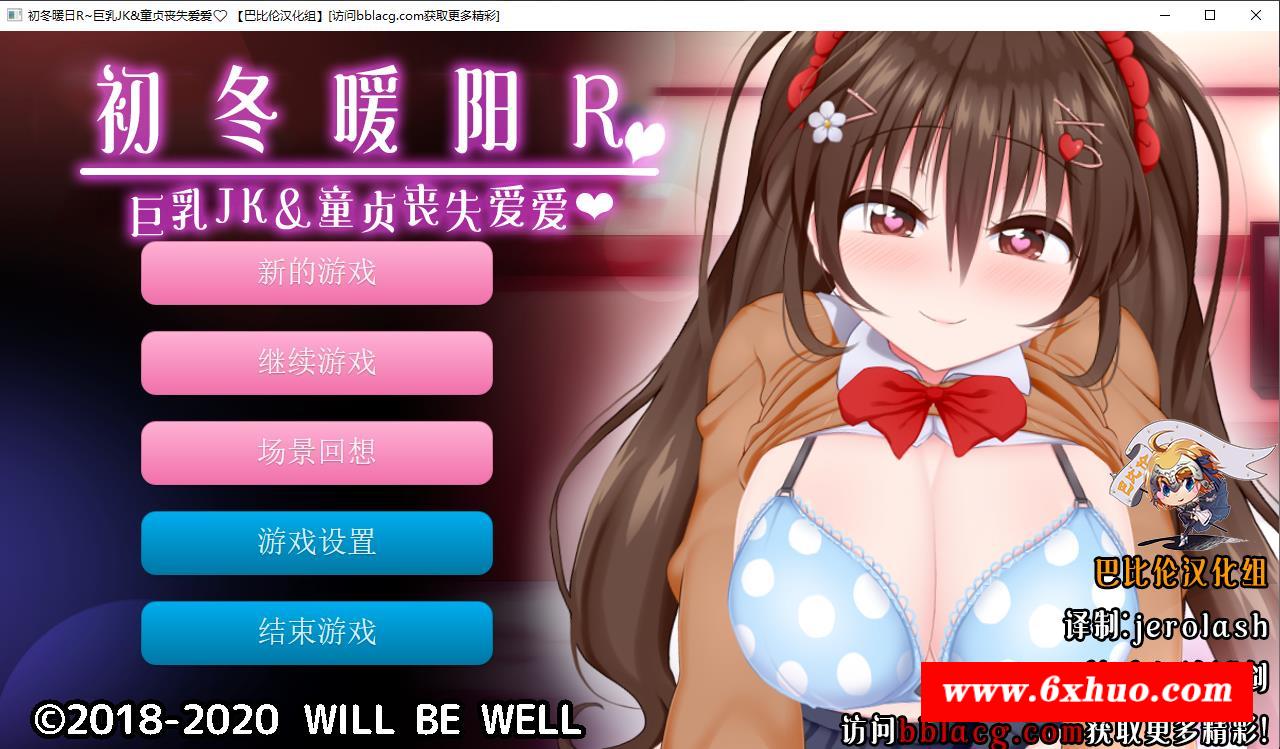 初冬暖日R~巨乳JK&童贞丧失爱爱♡ 【巴比伦汉化组】[访问bblacg.com获取更多精彩]
初冬暖阳R
巨乳JK&童贞丧失爱爱❤
新的游戏
继续游戏
场景回想
游戏设置
结束游戏
©2018-2020 WILL BE WELL
巴比伦
巴比伦汉化组
译制:jerolash
www.6xhuo.com
访问bblacg.com获取更多精彩!